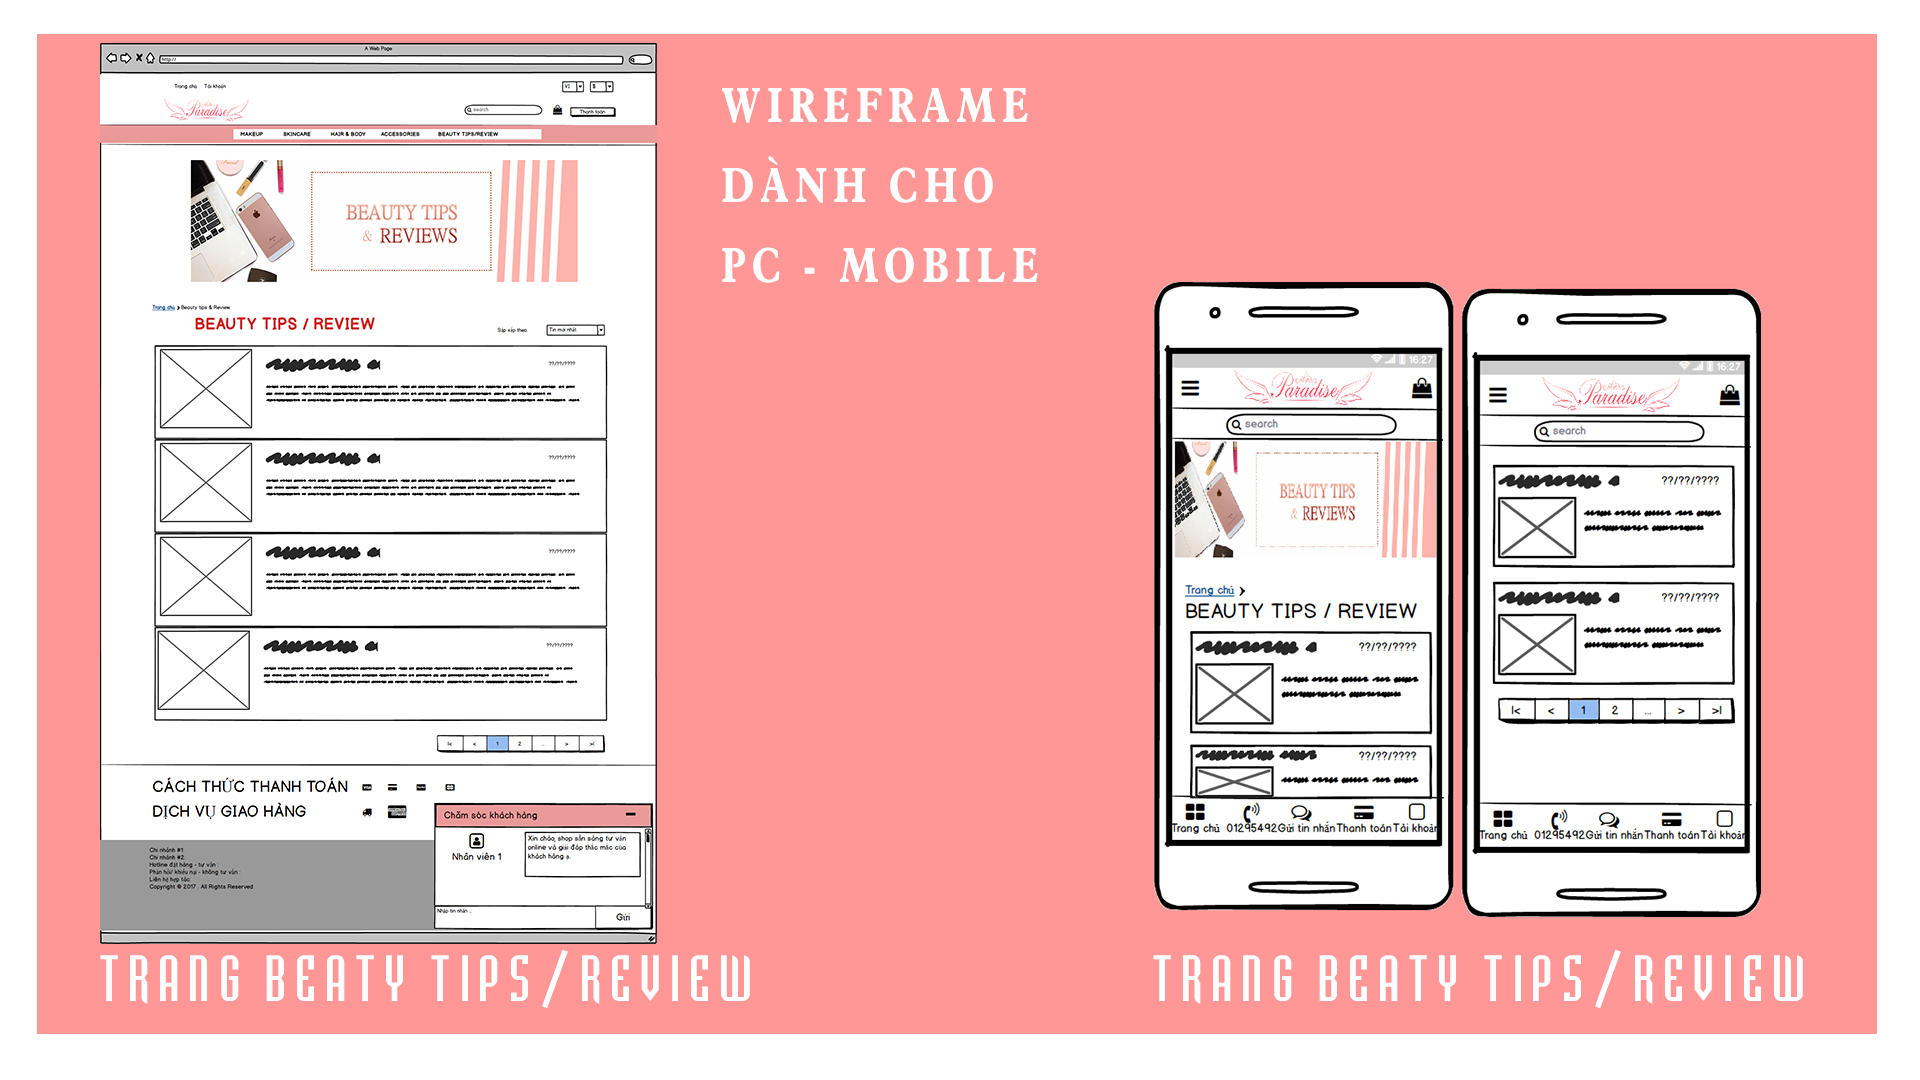 A Web Page
http://
Trang chủ Tài khoản
VI $
Paradise
search
Thanh toán
MAKEUP SKINCARE HAIR & BODY ACCESSORIES BEAUTY TIPS/REVIEW
BEAUTY TIPS
& REVIEWS
Trang chủ > Beauty tips & Review
BEAUTY TIPS / REVIEW
Sắp xếp theo Tin mới nhất
??/??/????
??/??/????
??/??/????
??/??/????
|< < 1 2 ... > >|
CÁCH THỨC THANH TOÁN
DỊCH VỤ GIAO HÀNG
Chăm sóc khách hàng
Nhân viên 1
Xin chào, shop sẵn sàng tư vấn
online và giải đáp thắc mắc của
khách hàng ạ.
Nhập tin nhắn ...
Gửi
Chi nhánh #1:
Chi nhánh #2:
Hotline đặt hàng - tư vấn :
Phản hồi/ khiếu nại - không tư vấn :
Liên hệ hợp tác:
Copyright © 2017 . All Rights Reserved
TRANG BEATY TIPS/REVIEW
WIREFRAME
DÀNH CHO
PC - MOBILE
16:27
Paradise
search
BEAUTY TIPS
& REVIEWS
Trang chủ >
BEAUTY TIPS / REVIEW
??/??/????
??/??/????
Trang chủ 01295492 Gửi tin nhắn Thanh toán Tài khoản
16:27
Paradise
search
??/??/????
??/??/????
|< < 1 2 ... > >|
Trang chủ 01295492 Gửi tin nhắn Thanh toán Tài khoản
TRANG BEATY TIPS/REVIEW